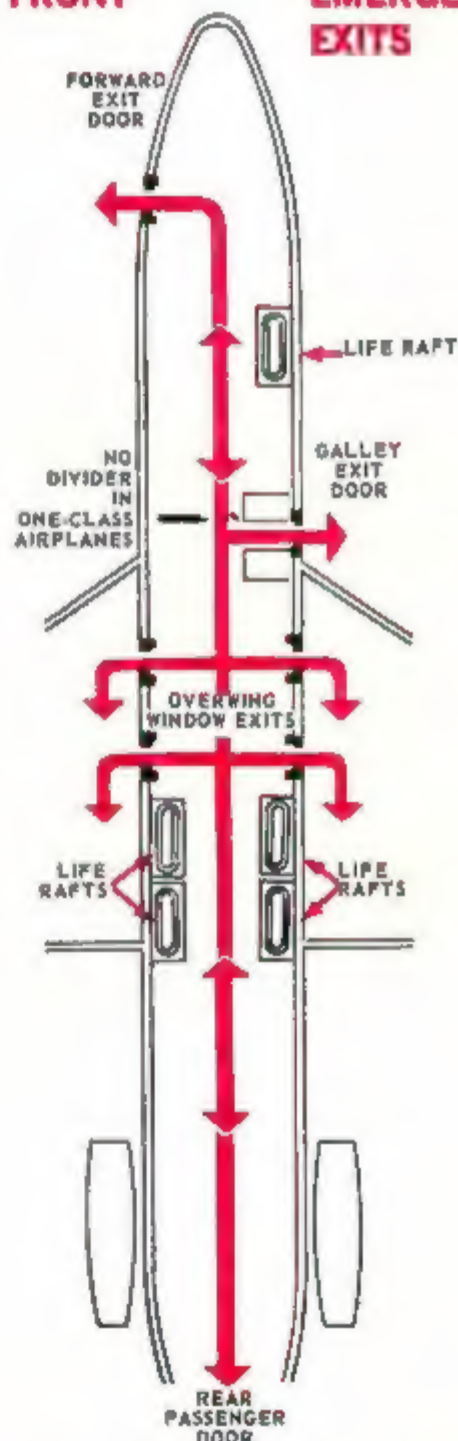 FRONT
EXITS
FORWARD
EXIT
DOOR
LIFE RAFT
NO
DIVIDER
IN
ONE-CLASS
AIRPLANES
GALLEY
EXIT
DOOR
OVERWING
WINDOW EXITS
LIFE
RAFTS
LIFE
RAFTS
REAR
PASSENGER
DOOR